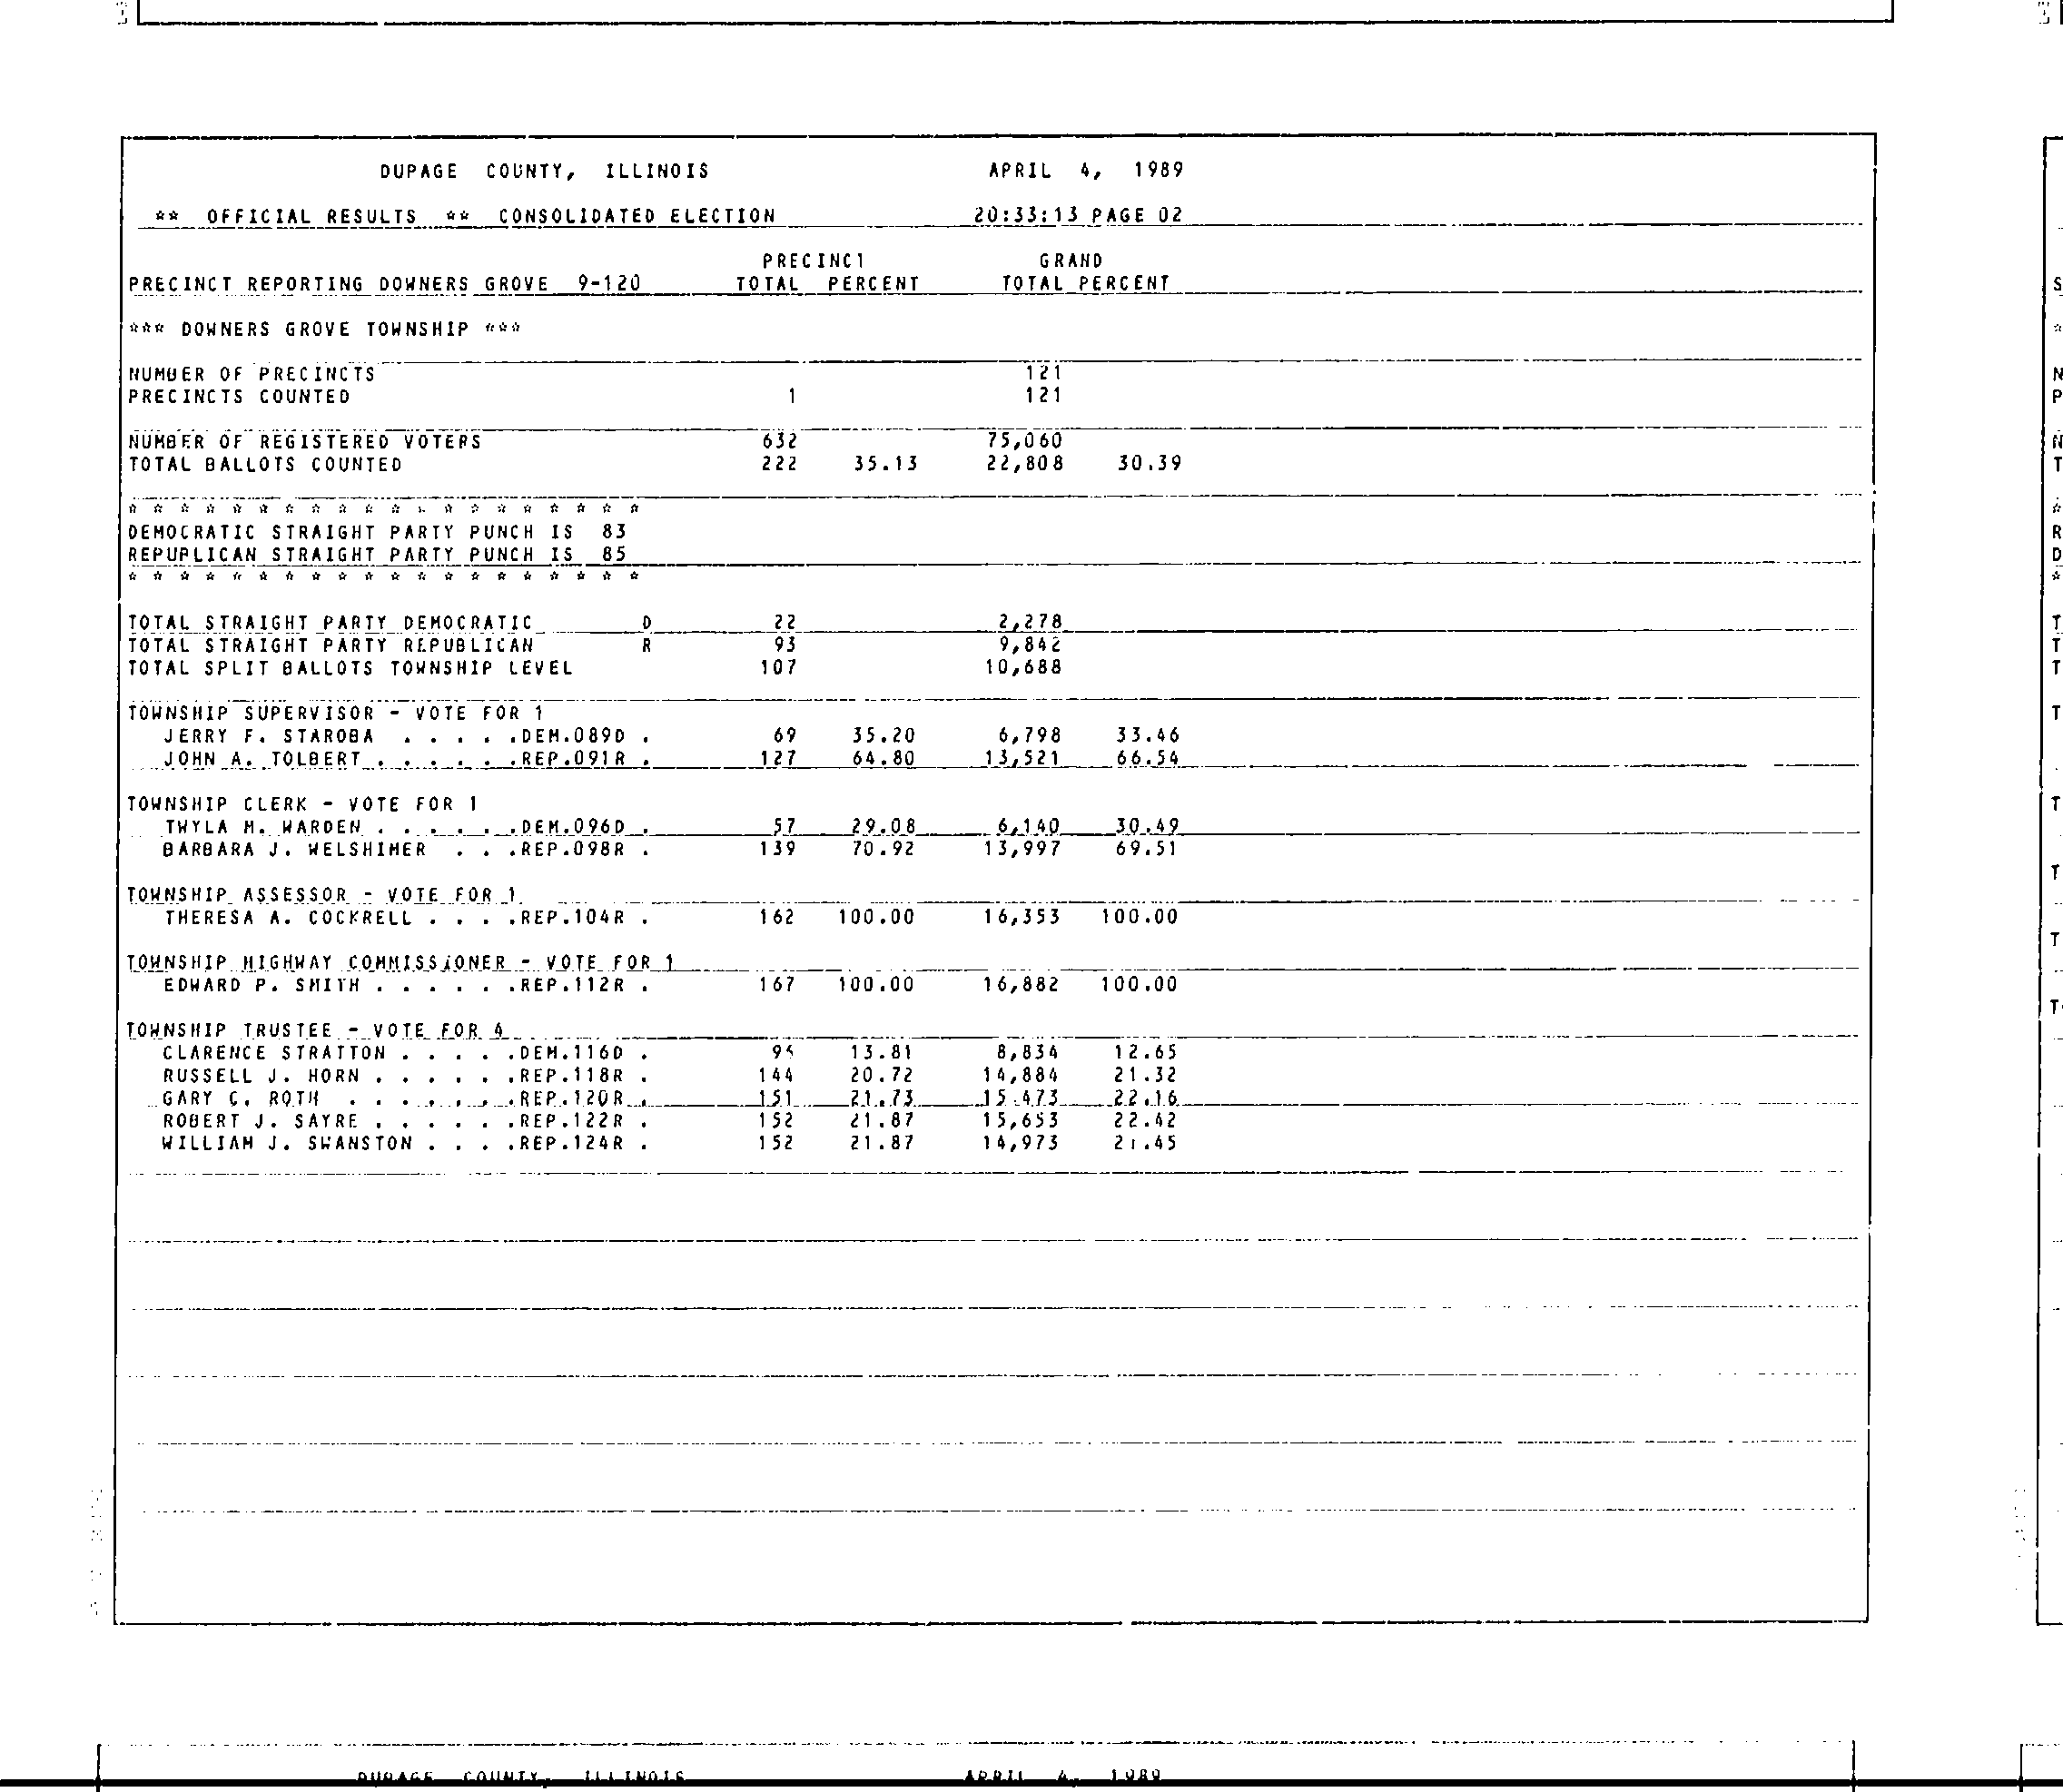 DUPAGE COUNTY, ILLINOIS APRIL 4, 1989
** OFFICIAL RESULTS ** CONSOLIDATED ELECTION 20:33:13 PAGE 02
PRECINCT GRAND
PRECINCT REPORTING DOWNERS GROVE 9-120 TOTAL PERCENT TOTAL PERCENT
*** DOWNERS GROVE TOWNSHIP ***
NUMBER OF PRECINCTS 121
PRECINCTS COUNTED 1 121
NUMBER OF REGISTERED VOTERS 632 75,060
TOTAL BALLOTS COUNTED 222 35.13 22,808 30.39
* * * * * * * * * * * * * * * * * * * *
DEMOCRATIC STRAIGHT PARTY PUNCH IS 83
REPUBLICAN STRAIGHT PARTY PUNCH IS 85
* * * * * * * * * * * * * * * * * * * *
TOTAL STRAIGHT PARTY DEMOCRATIC D 22 2,278
TOTAL STRAIGHT PARTY REPUBLICAN R 93 9,842
TOTAL SPLIT BALLOTS TOWNSHIP LEVEL 107 10,688
TOWNSHIP SUPERVISOR - VOTE FOR 1
JERRY F. STAROBA . . . . .DEM.089D . 69 35.20 6,798 33.46
JOHN A. TOLBERT . . . . . .REP.091R . 127 64.80 13,521 66.54
TOWNSHIP CLERK - VOTE FOR 1
TWYLA M. WARDEN . . . . . .DEM.096D . 57 29.08 6,140 30.49
BARBARA J. WELSHIMER . . .REP.098R . 139 70.92 13,997 69.51
TOWNSHIP ASSESSOR - VOTE FOR 1
THERESA A. COCKRELL . . . .REP.104R . 162 100.00 16,353 100.00
TOWNSHIP HIGHWAY COMMISSIONER - VOTE FOR 1
EDWARD P. SMITH . . . . . .REP.112R . 167 100.00 16,882 100.00
TOWNSHIP TRUSTEE - VOTE FOR 4
CLARENCE STRATTON . . . . .DEM.116D . 13.81 8,834 12.65
RUSSELL J. HORN . . . . . .REP.118R . 144 20.72 14,884 21.32
GARY C. ROTH . . . . . . .REP.120R . 151 21.73 15,473 22.16
ROBERT J. SAYRE . . . . . .REP.122R . 152 21.87 15,653 22.42
WILLIAM J. SWANSTON . . . .REP.124R . 152 21.87 14,973 21.45
DUPAGE COUNTY, ILLINOIS APRIL 4, 1989